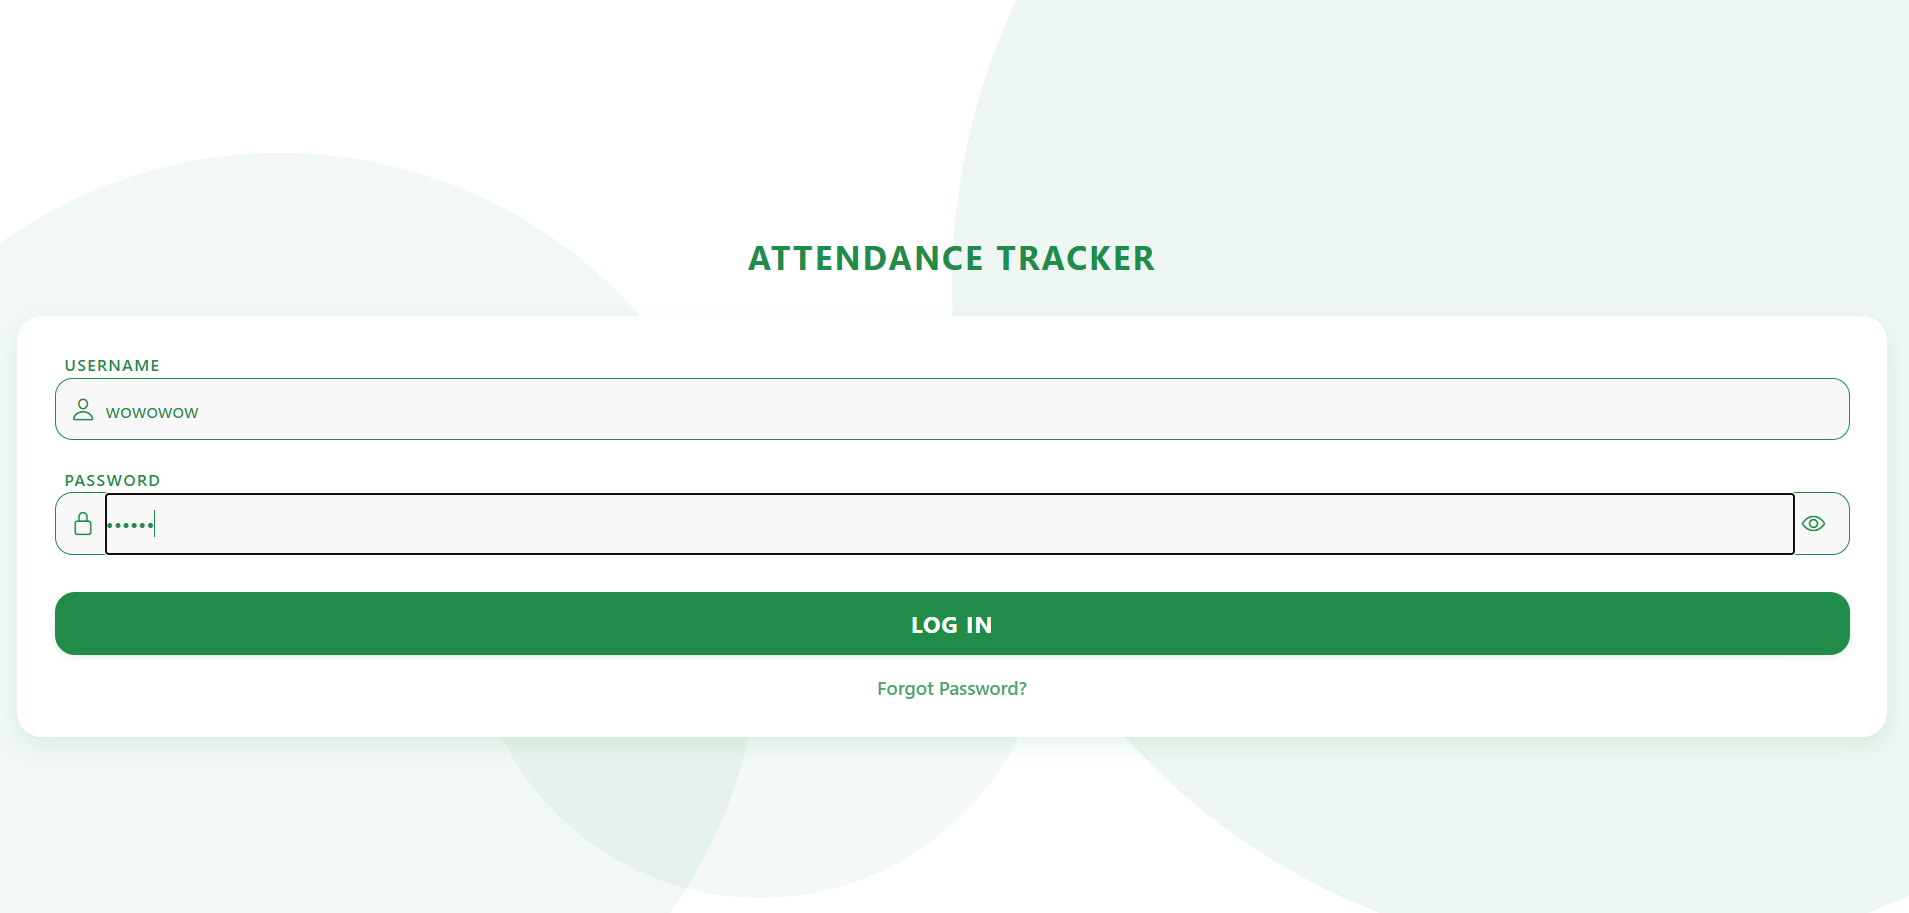 ATTENDANCE TRACKER
USERNAME
wowowow
PASSWORD
••••••
LOG IN
Forgot Password?